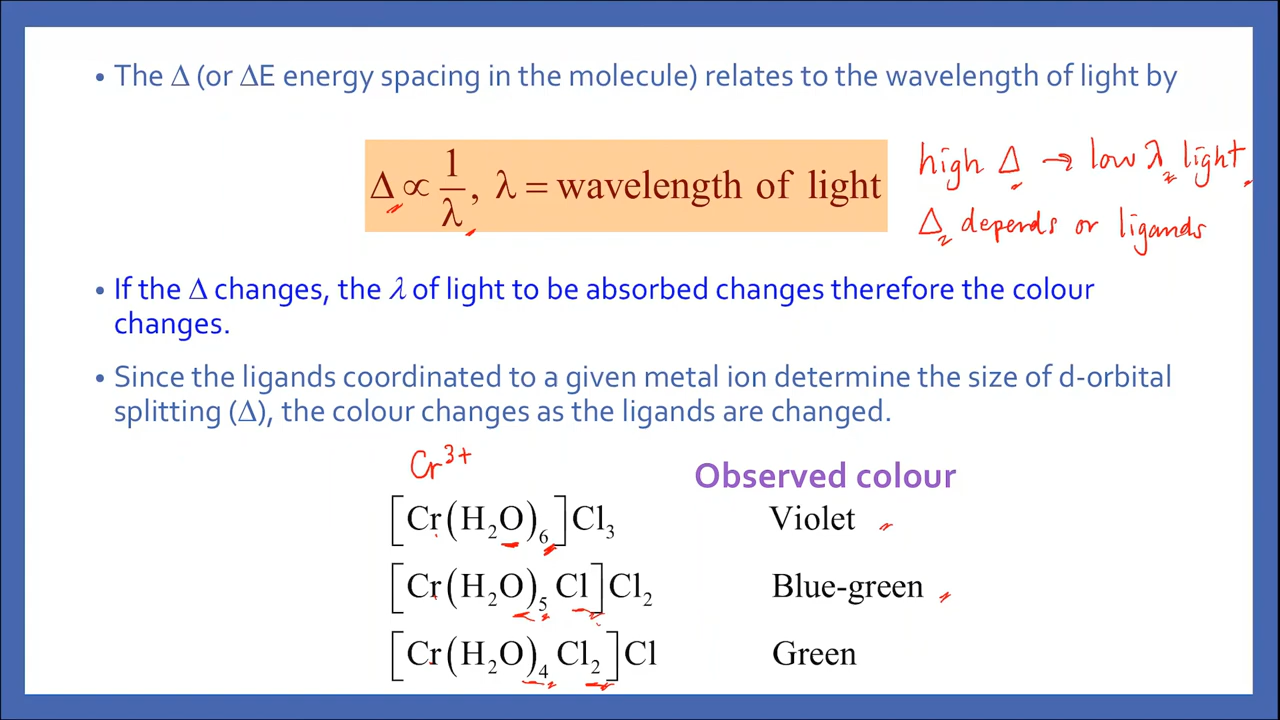 • The Δ (or ΔE energy spacing in the molecule) relates to the wavelength of light by
Δ ∝ 1/λ, λ = wavelength of light
high Δ → low λ light
Δ depends or ligands
• If the Δ changes, the λ of light to be absorbed changes therefore the colour
changes.
• Since the ligands coordinated to a given metal ion determine the size of d-orbital
splitting (Δ), the colour changes as the ligands are changed.
Cr³⁺
Observed colour
[Cr(H₂O)₆]Cl₃ Violet
[Cr(H₂O)₅Cl]Cl₂ Blue-green
[Cr(H₂O)₄Cl₂]Cl Green